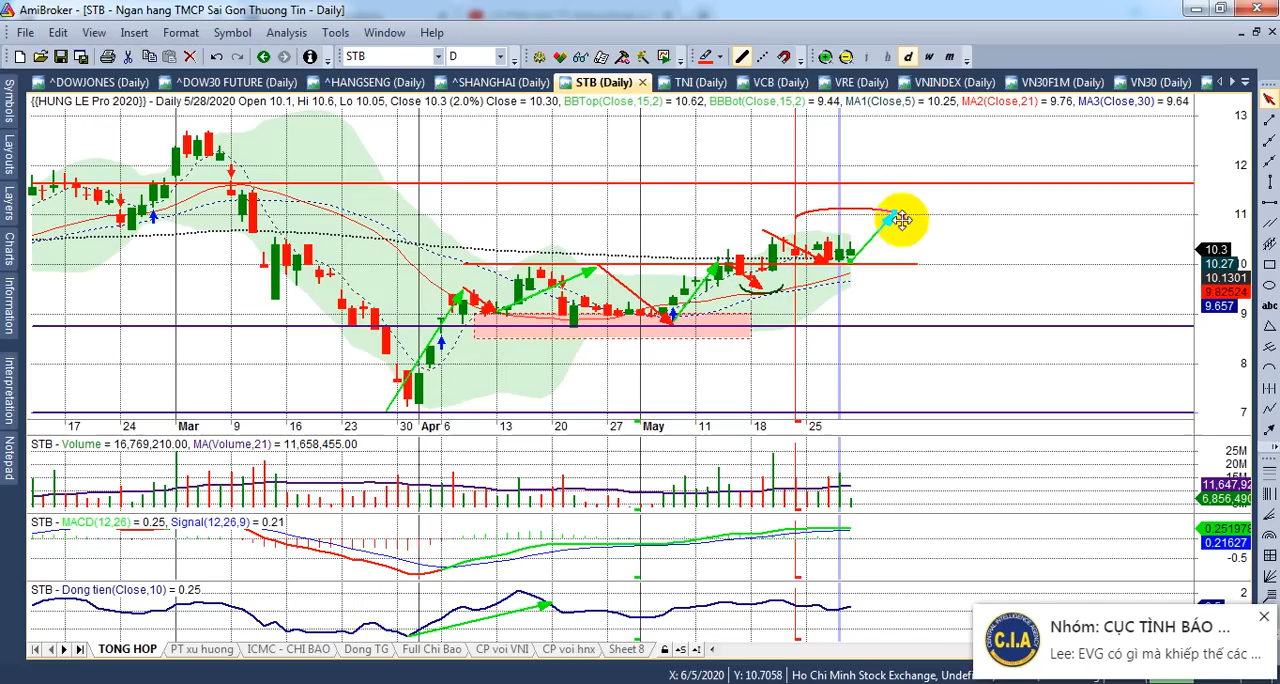 AmiBroker - [STB - Ngan hang TMCP Sai Gon Thuong Tin - Daily]
File Edit View Insert Format Symbol Analysis Tools Window Help
STB D h d w m
^DOWJONES (Daily) ^DOW30 FUTURE (Daily) ^HANGSENG (Daily) ^SHANGHAI (Daily) STB (Daily) TNI (Daily) VCB (Daily) VRE (Daily) VNINDEX (Daily) VN30F1M (Daily) VN30 (Daily)
Symbols
Layouts
Layers
Charts
Information
Interpretation
Notepad
{{HUNG LE Pro 2020}} - Daily 5/28/2020 Open 10.1, Hi 10.6, Lo 10.05, Close 10.3 (2.0%) Close = 10.30, BBTop(Close,15,2) = 10.62, BBBot(Close,15,2) = 9.44, MA1(Close,5) = 10.25, MA2(Close,21) = 9.76, MA3(Close,30) = 9.64
13
12
11
10.3
10.27
0
10.1301
9.82524
9.657
9
8
7
abc
17 24 Mar 9 16 23 30 Apr 6 13 20 27 May 11 18 25
STB - Volume = 16,769,210.00, MA(Volume,21) = 11,658,455.00
25M
20M
15M
11,647,92
6,856,490
STB - MACD(12,26) = 0.25, Signal(12,26,9) = 0.21
0.251978
0.21627
-0.5
STB - Dong tien(Close,10) = 0.25
2
TONG HOP PT xu huong ICMC - CHI BAO Dong TG Full Chi Bao CP voi VNI CP voi hnx Sheet 8
X: 6/5/2020 Y: 10.7058 Ho Chi Minh Stock Exchange, Undef
C.I.A
Nhóm: CỤC TÌNH BÁO ...
Lee: EVG có gì mà khiếp thế các ...